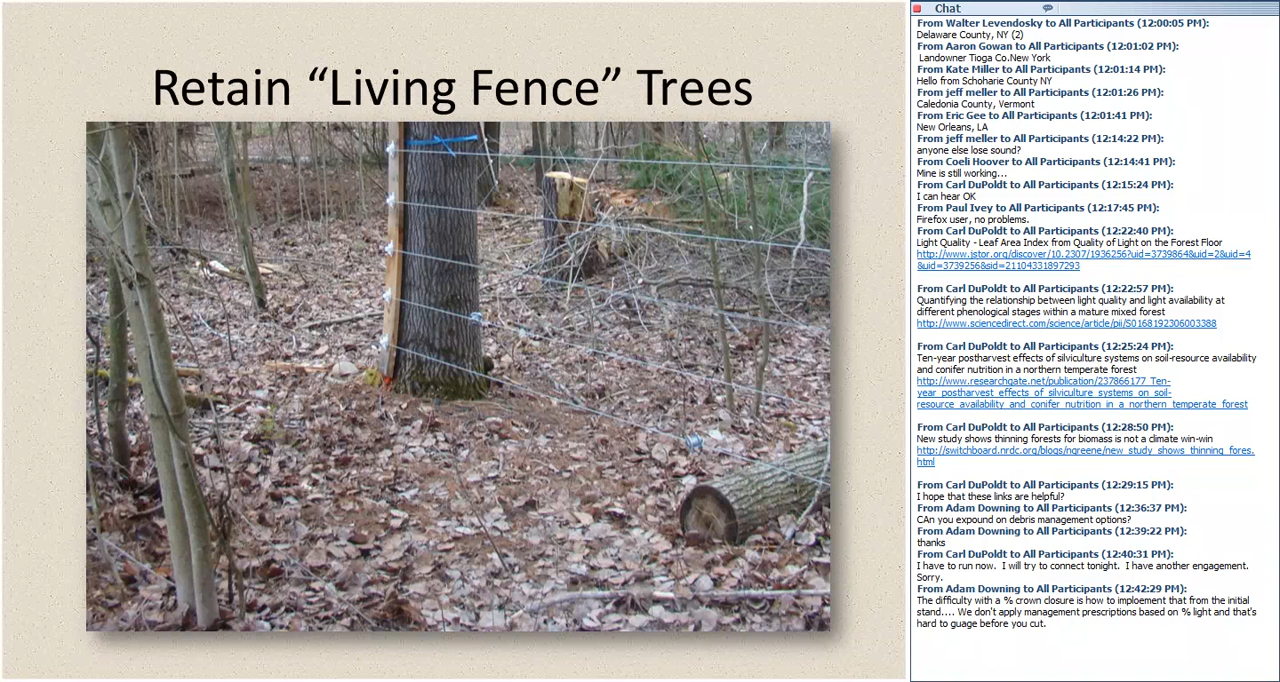 Retain “Living Fence” Trees
Chat
From Walter Levendosky to All Participants (12:00:05 PM):
Delaware County, NY (2)
From Aaron Gowan to All Participants (12:01:02 PM):
Landowner Tioga Co.New York
From Kate Miller to All Participants (12:01:14 PM):
Hello from Schoharie County NY
From jeff meller to All Participants (12:01:26 PM):
Caledonia County, Vermont
From Eric Gee to All Participants (12:01:41 PM):
New Orleans, LA
From jeff meller to All Participants (12:14:22 PM):
anyone else lose sound?
From Coeli Hoover to All Participants (12:14:41 PM):
Mine is still working...
From Carl DuPoldt to All Participants (12:15:24 PM):
I can hear OK
From Paul Ivey to All Participants (12:17:45 PM):
Firefox user, no problems.
From Carl DuPoldt to All Participants (12:22:40 PM):
Light Quality - Leaf Area Index from Quality of Light on the Forest Floor
http://www.jstor.org/discover/10.2307/1936256?uid=3739864&uid=2&uid=4
&uid=3739256&sid=21104331897293
From Carl DuPoldt to All Participants (12:22:57 PM):
Quantifying the relationship between light quality and light availability at
different phenological stages within a mature mixed forest
http://www.sciencedirect.com/science/article/pii/S0168192306003388
From Carl DuPoldt to All Participants (12:25:24 PM):
Ten-year postharvest effects of silviculture systems on soil-resource availability
and conifer nutrition in a northern temperate forest
http://www.researchgate.net/publication/237866177_Ten-
year_postharvest_effects_of_silviculture_systems_on_soil-
resource_availability_and_conifer_nutrition_in_a_northern_temperate_forest
From Carl DuPoldt to All Participants (12:28:50 PM):
New study shows thinning forests for biomass is not a climate win-win
http://switchboard.nrdc.org/blogs/ngreene/new_study_shows_thinning_fores.
html
From Carl DuPoldt to All Participants (12:29:15 PM):
I hope that these links are helpful?
From Adam Downing to All Participants (12:36:37 PM):
CAn you expound on debris management options?
From Adam Downing to All Participants (12:39:22 PM):
thanks
From Carl DuPoldt to All Participants (12:40:31 PM):
I have to run now.  I will try to connect tonight.  I have another engagement.
Sorry.
From Adam Downing to All Participants (12:42:29 PM):
The difficulty with a % crown closure is how to imploement that from the initial
stand.... We don't apply management prescriptions based on % light and that's
hard to guage before you cut.